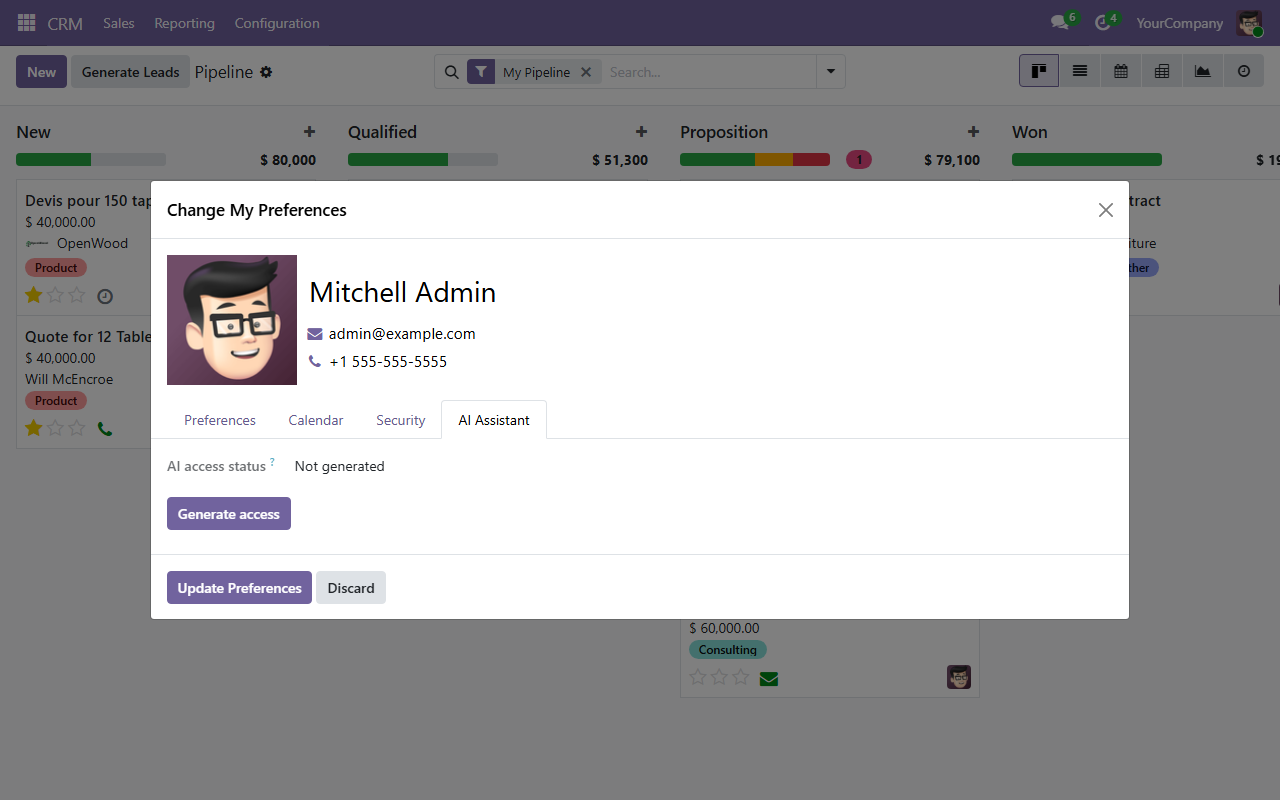 CRM Sales Reporting Configuration 6 4 YourCompany
New Generate Leads Pipeline My Pipeline Search...
New $ 80,000
Qualified $ 51,300
Proposition 1 $ 79,100
Won
Devis pour 150
$ 40,000.00
OpenWood
Product
Quote for 12 Table
$ 40,000.00
Will McEncroe
Product
Change My Preferences
Mitchell Admin
admin@example.com
+1 555-555-5555
Preferences Calendar Security AI Assistant
AI access status ? Not generated
Generate access
Update Preferences Discard
$ 60,000.00
Consulting